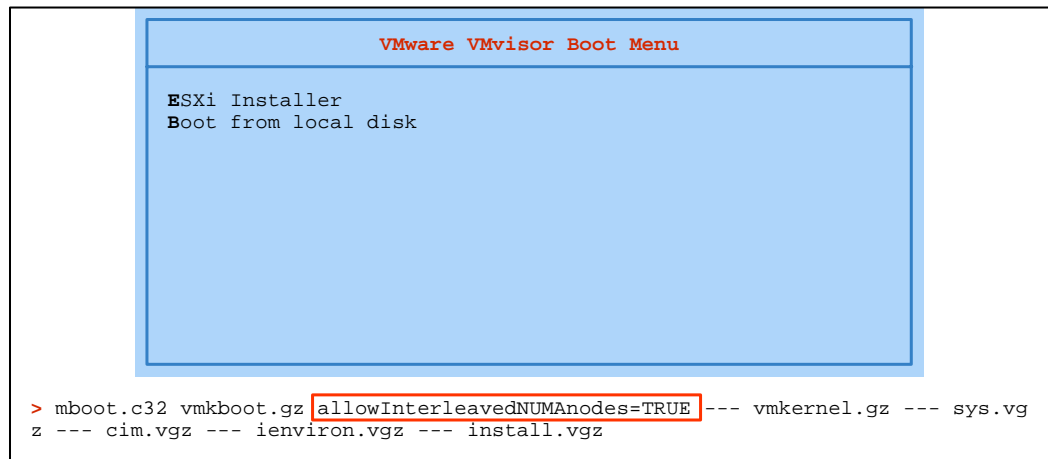 VMware VMvisor Boot Menu
ESXi Installer
Boot from local disk
> mboot.c32 vmkboot.gz allowInterleavedNUMAnodes=TRUE --- vmkernel.gz --- sys.vg
z --- cim.vgz --- ienviron.vgz --- install.vgz